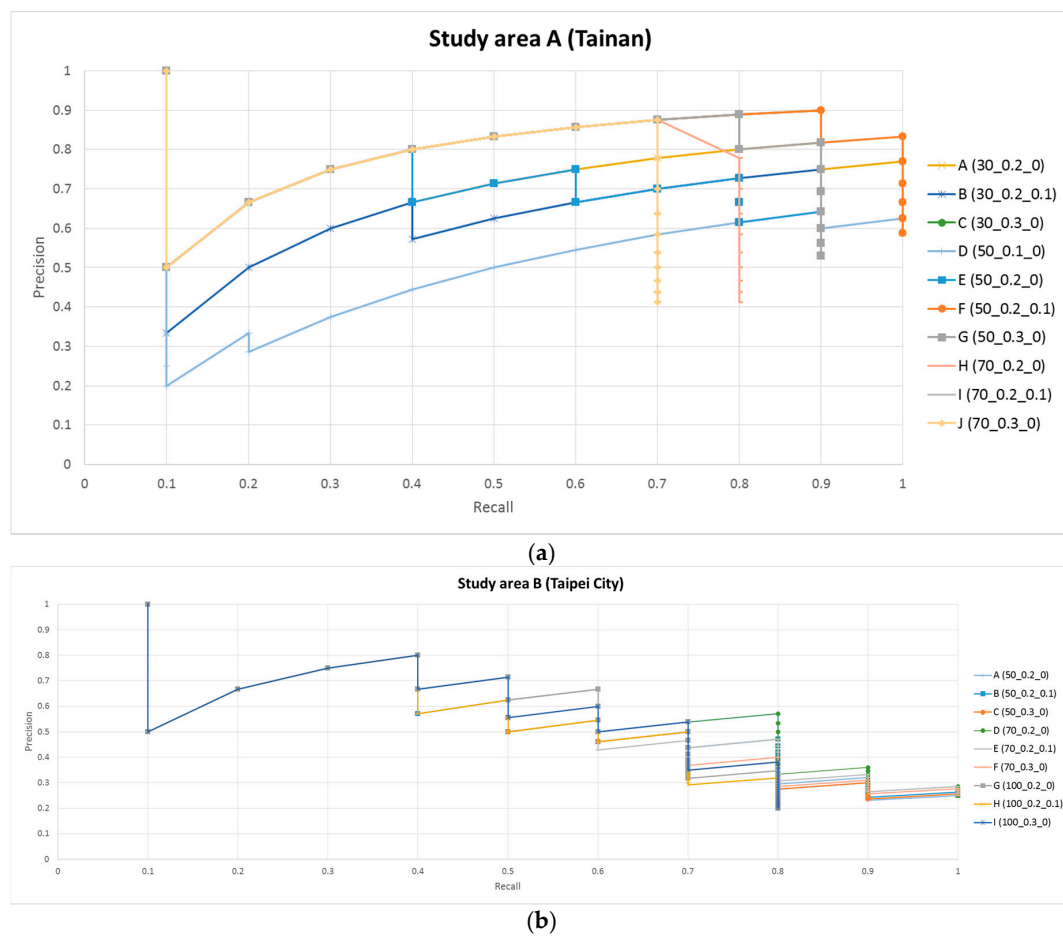 Study area A (Tainan)
1
0.9
0.8
0.7
0.6
0.5
0.4
0.3
0.2
0.1
0
Precision
0 0.1 0.2 0.3 0.4 0.5 0.6 0.7 0.8 0.9 1
Recall
A (30_0.2_0)
B (30_0.2_0.1)
C (30_0.3_0)
D (50_0.1_0)
E (50_0.2_0)
F (50_0.2_0.1)
G (50_0.3_0)
H (70_0.2_0)
I (70_0.2_0.1)
J (70_0.3_0)
(a)
Study area B (Taipei City)
1
0.9
0.8
0.7
0.6
0.5
0.4
0.3
0.2
0.1
0
Precision
0 0.1 0.2 0.3 0.4 0.5 0.6 0.7 0.8 0.9 1
Recall
A (50_0.2_0)
B (50_0.2_0.1)
C (50_0.3_0)
D (70_0.2_0)
E (70_0.2_0.1)
F (70_0.3_0)
G (100_0.2_0)
H (100_0.2_0.1)
I (100_0.3_0)
(b)